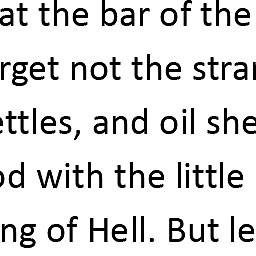 at the bar of the
rget not the stran
ettles, and oil she
od with the little
ng of Hell. But le